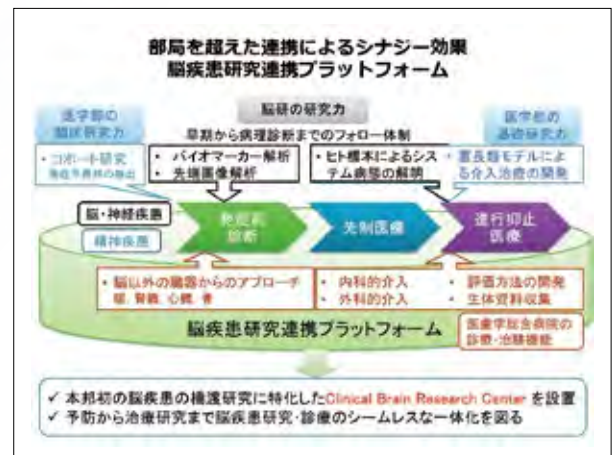 部局を超えた連携によるシナジー効果
脳疾患研究連携プラットフォーム
医学部の
臨床研究力
脳研の研究力
医学部の
基礎研究力
早期から病理診断までのフォロー体制
・コホート研究
・バイオマーカー解析
・先端画像解析
・ヒト標本によるシス
テム病態の解明
・霊長類モデルによ
る介入治療の開発
脳・神経疾患
精神疾患
発症前
診断
先制医療
進行抑止
医療
・脳以外の臓器からのアプローチ
腎臓、心臓、
・内科的介入
・外科的介入
・評価方法の開発
・生体資料収集
脳疾患研究連携プラットフォーム
医歯学総合病院の
診療・治験機能
✓ 本邦初の脳疾患の橋渡研究に特化したClinical Brain Research Center を設置
✓ 予防から治療研究まで脳疾患研究・診療のシームレスな一体化を図る